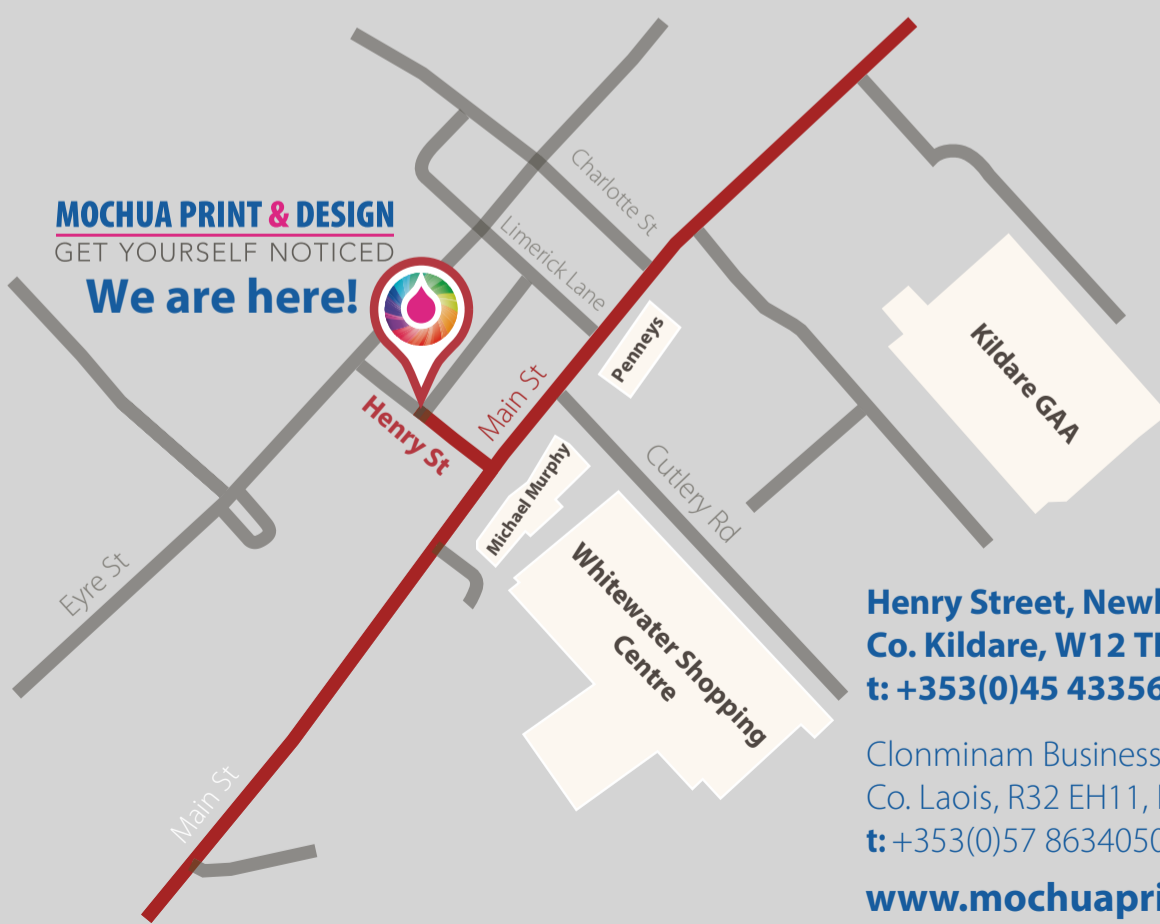 MOCHUA PRINT & DESIGN
GET YOURSELF NOTICED
We are here!
Charlotte St
Limerick Lane
Penneys
Main St
Henry St
Kildare GAA
Michael Murphy
Cutlery Rd
Whitewater Shopping
Centre
Eyre St
Main St
Henry Street,
Co. Kildare, W12
t: +353(0)45 43356
Clonminam Business
Co. Laois, R32 EH11,
t: +353(0)57 8634050
www.mochuapri